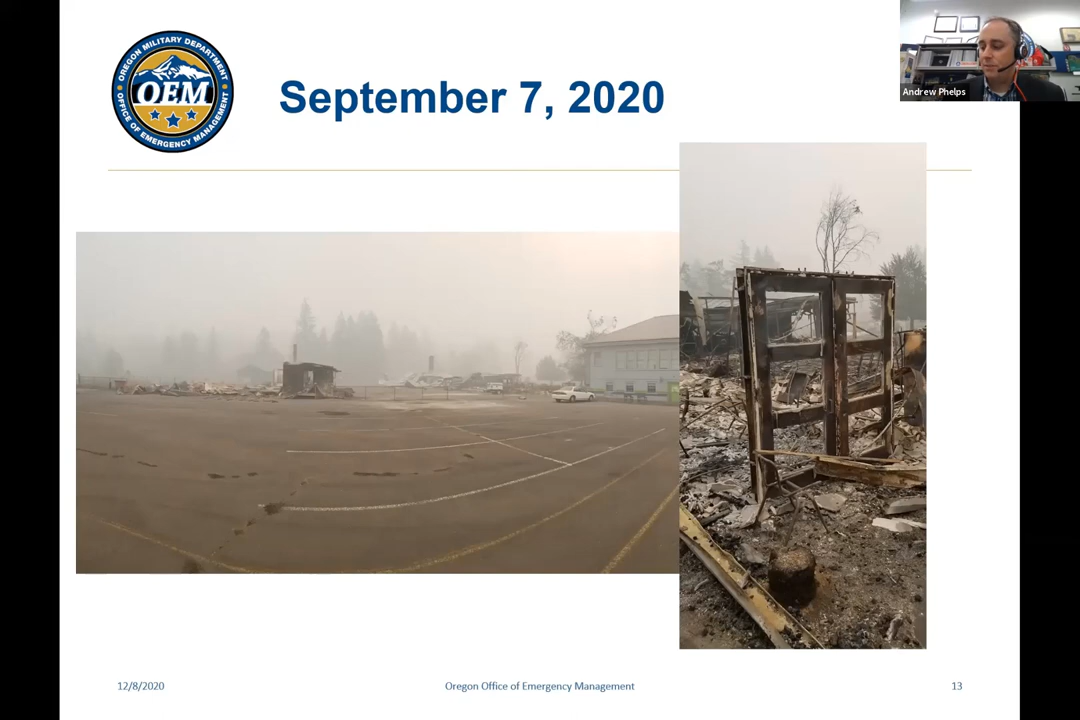 OREGON MILITARY DEPARTMENT
OEM
OFFICE OF EMERGENCY MANAGEMENT
September 7, 2020
Andrew Phelps
12/8/2020
Oregon Office of Emergency Management
13